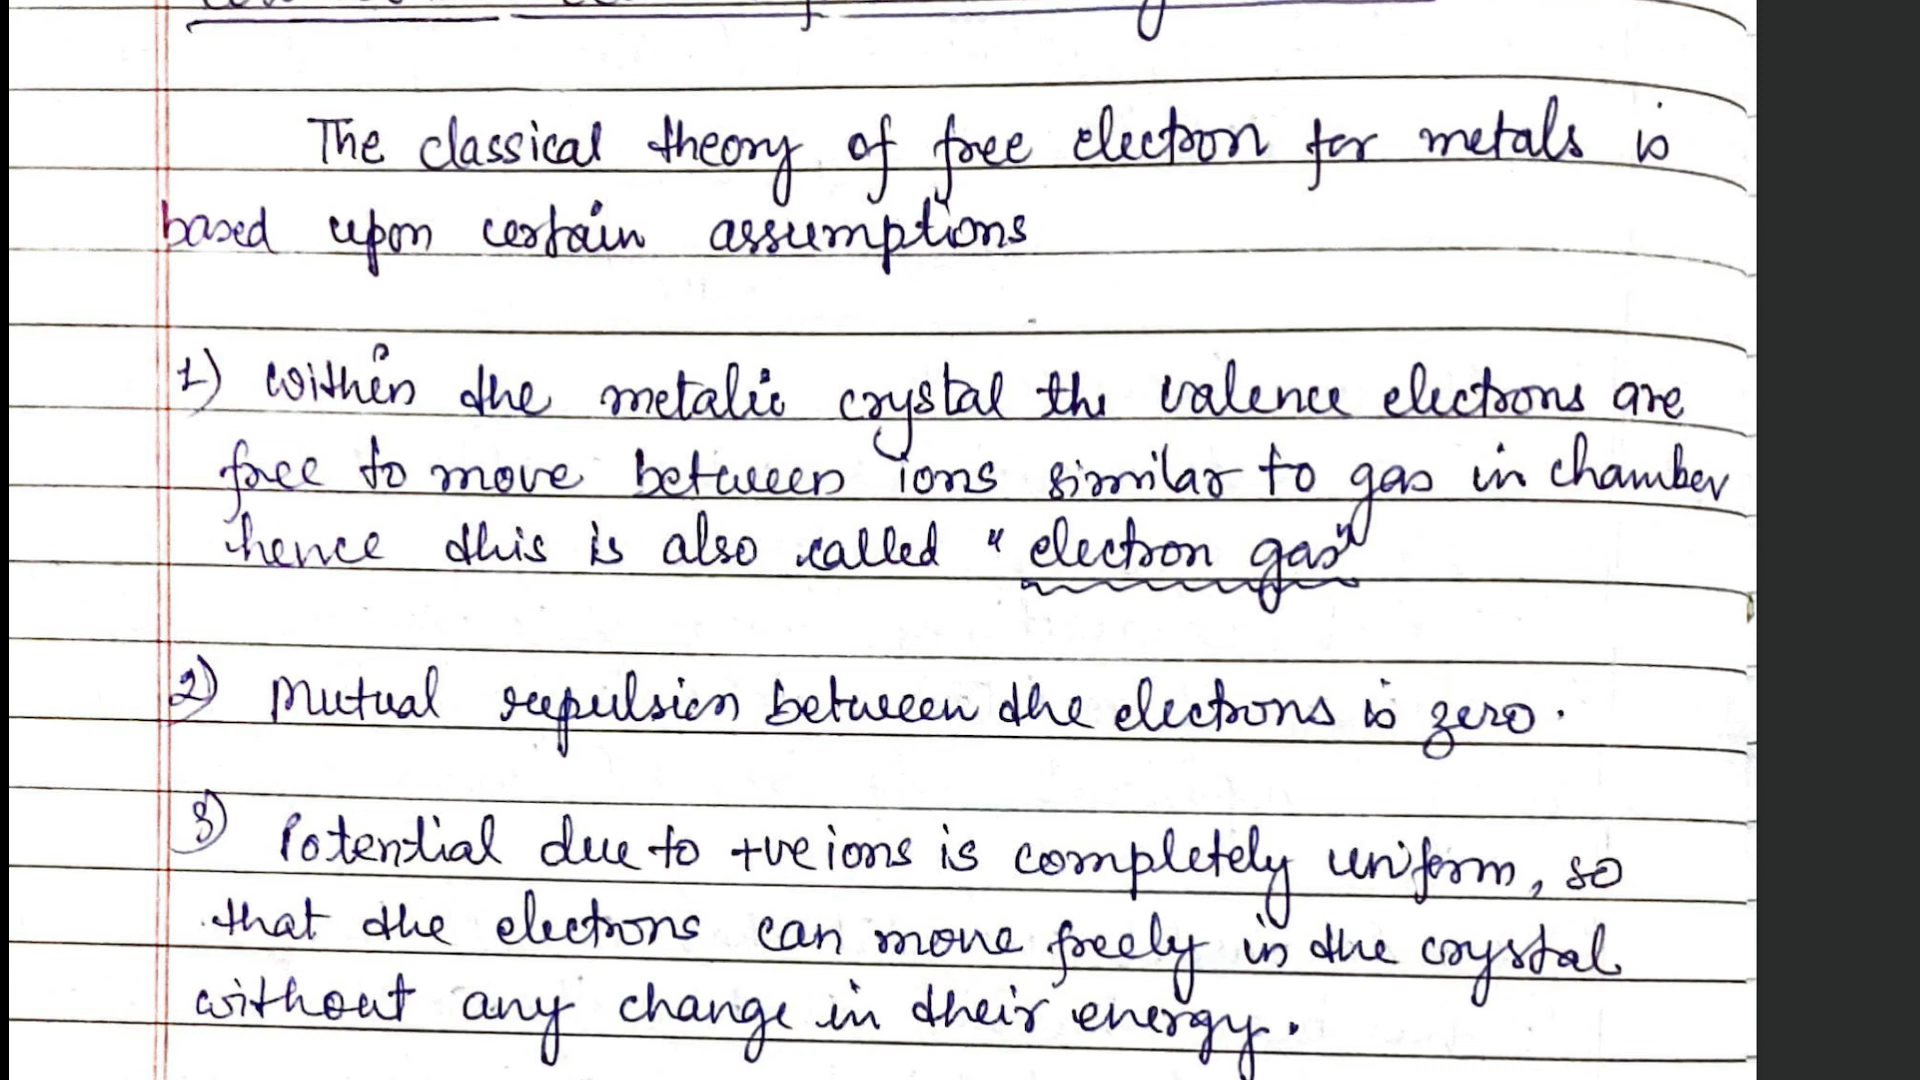 The classical theory of free electron for metals is
based upon certain assumptions
1) within the metalic crystal the valence electrons are
free to move between ions similar to gas in chamber
hence this is also called "electron gas"
2) Mutual repulsion between the electrons is zero.
3) Potential due to +ve ions is completely uniform, so
that the electrons can move freely in the crystal
without any change in their energy.